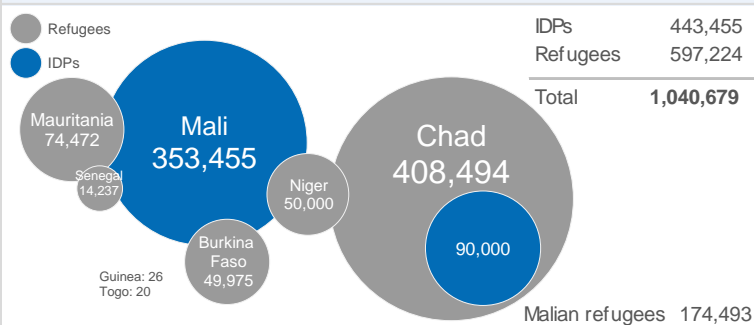 Refugees
IDPs
IDPs 443,455
Refugees 597,224
Total 1,040,679
Mauritania
74,472
Senegal
14,237
Mali
353,455
Niger
50,000
Burkina
Faso
49,975
Chad
408,494
90,000
Guinea: 26
Togo: 20
Malian refugees 174,493